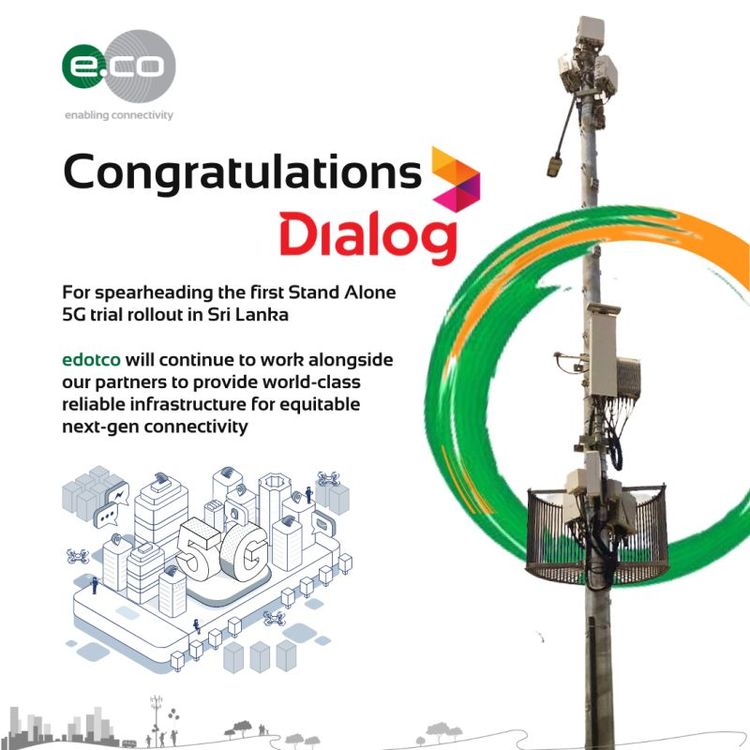 e.co
enabling connectivity
Congratulations
Dialog
For spearheading the first Stand Alone
5G trial rollout in Sri Lanka
edotco will continue to work alongside
our partners to provide world-class
reliable infrastructure for equitable
next-gen connectivity
5G